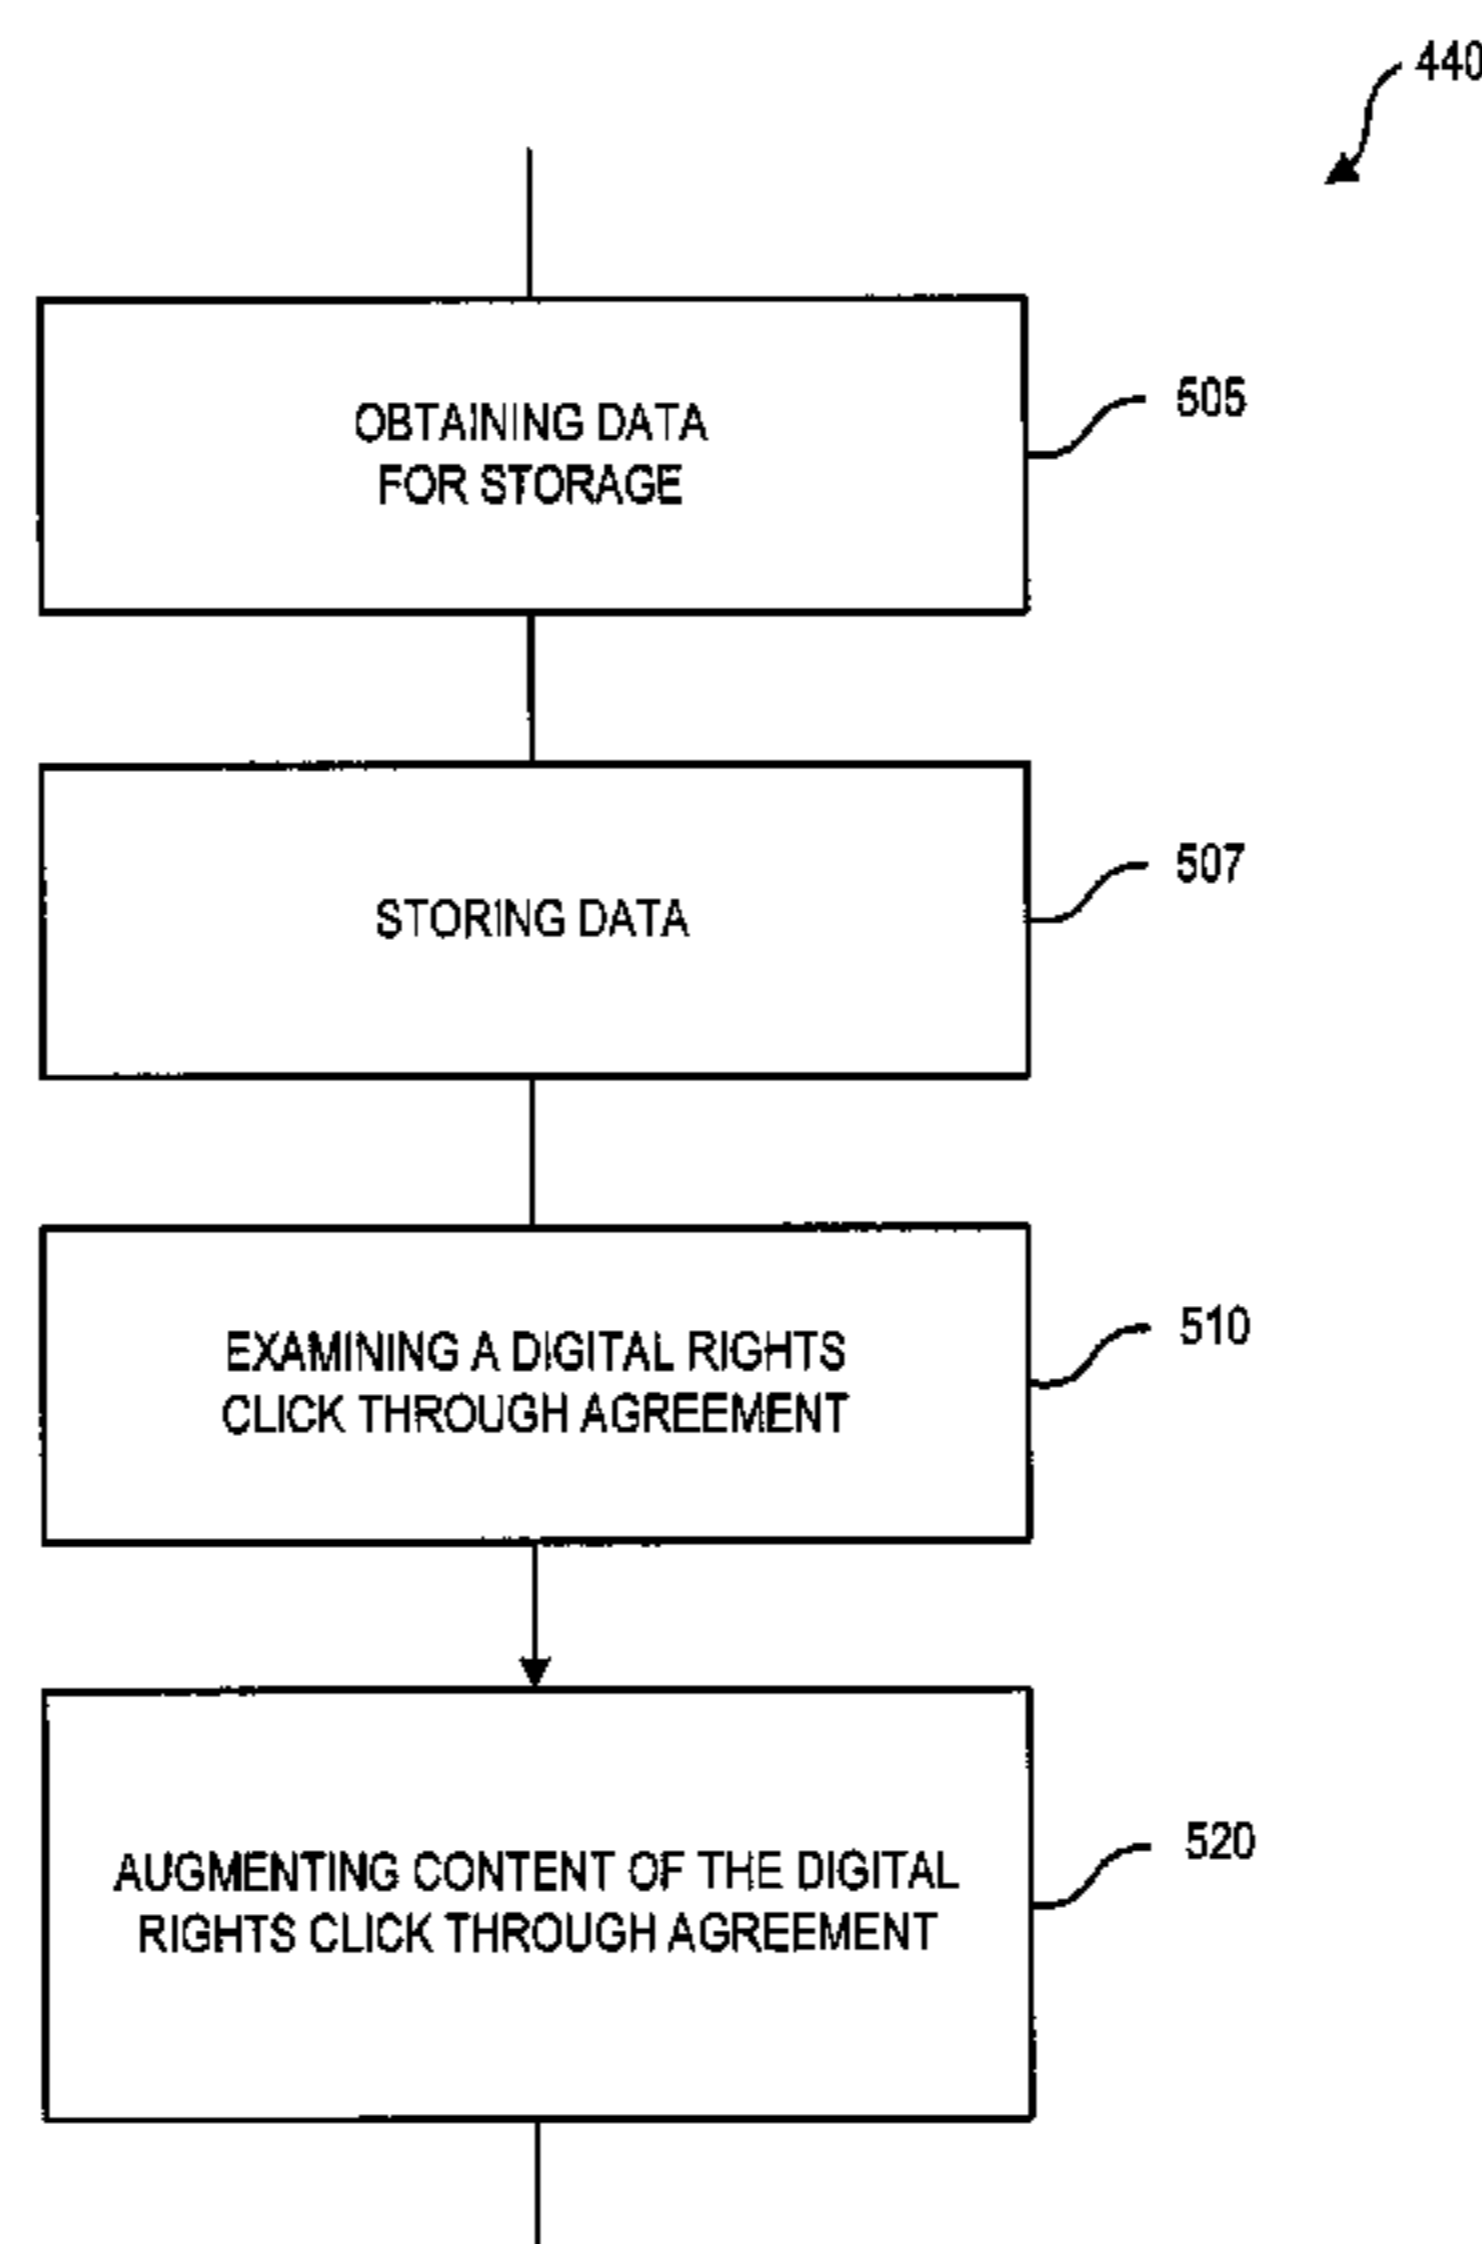 440
OBTAINING DATA
FOR STORAGE
505
STORING DATA
507
EXAMINING A DIGITAL RIGHTS
CLICK THROUGH AGREEMENT
510
AUGMENTING CONTENT OF THE DIGITAL
RIGHTS CLICK THROUGH AGREEMENT
520